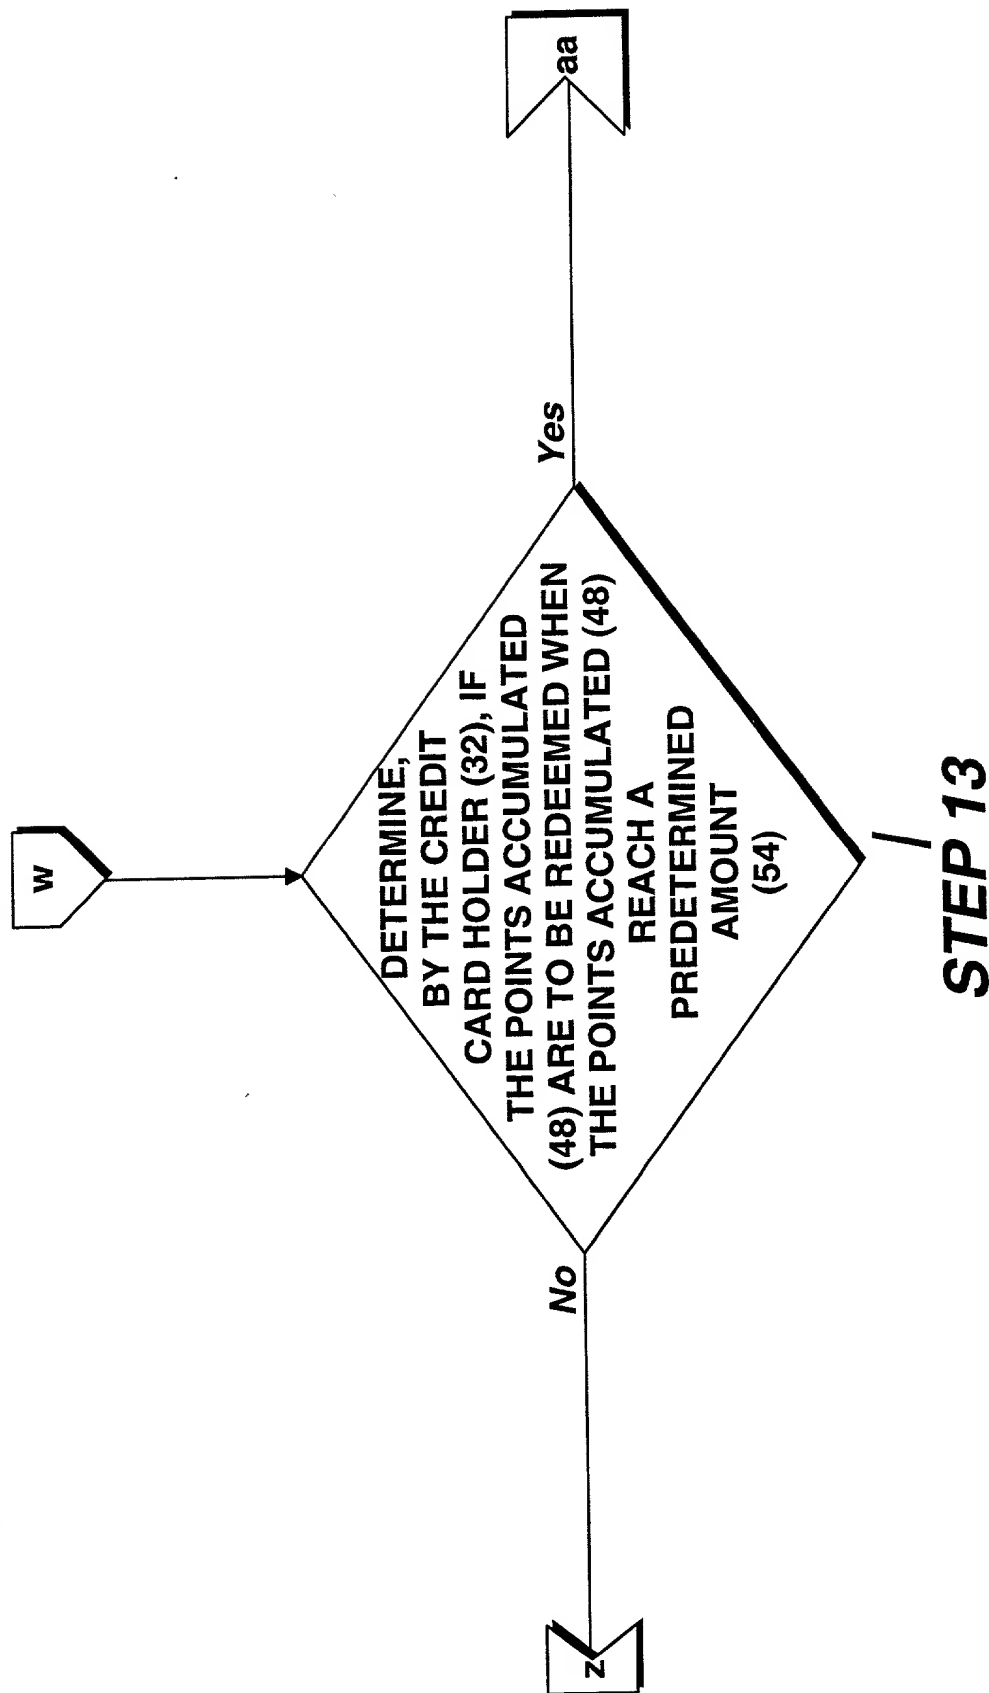 w
DETERMINE,
BY THE CREDIT
CARD HOLDER (32), IF
THE POINTS ACCUMULATED
(48) ARE TO BE REDEEMED WHEN
THE POINTS ACCUMULATED (48)
REACH A
PREDETERMINED
AMOUNT
(54)
No
Yes
z
aa
STEP 13